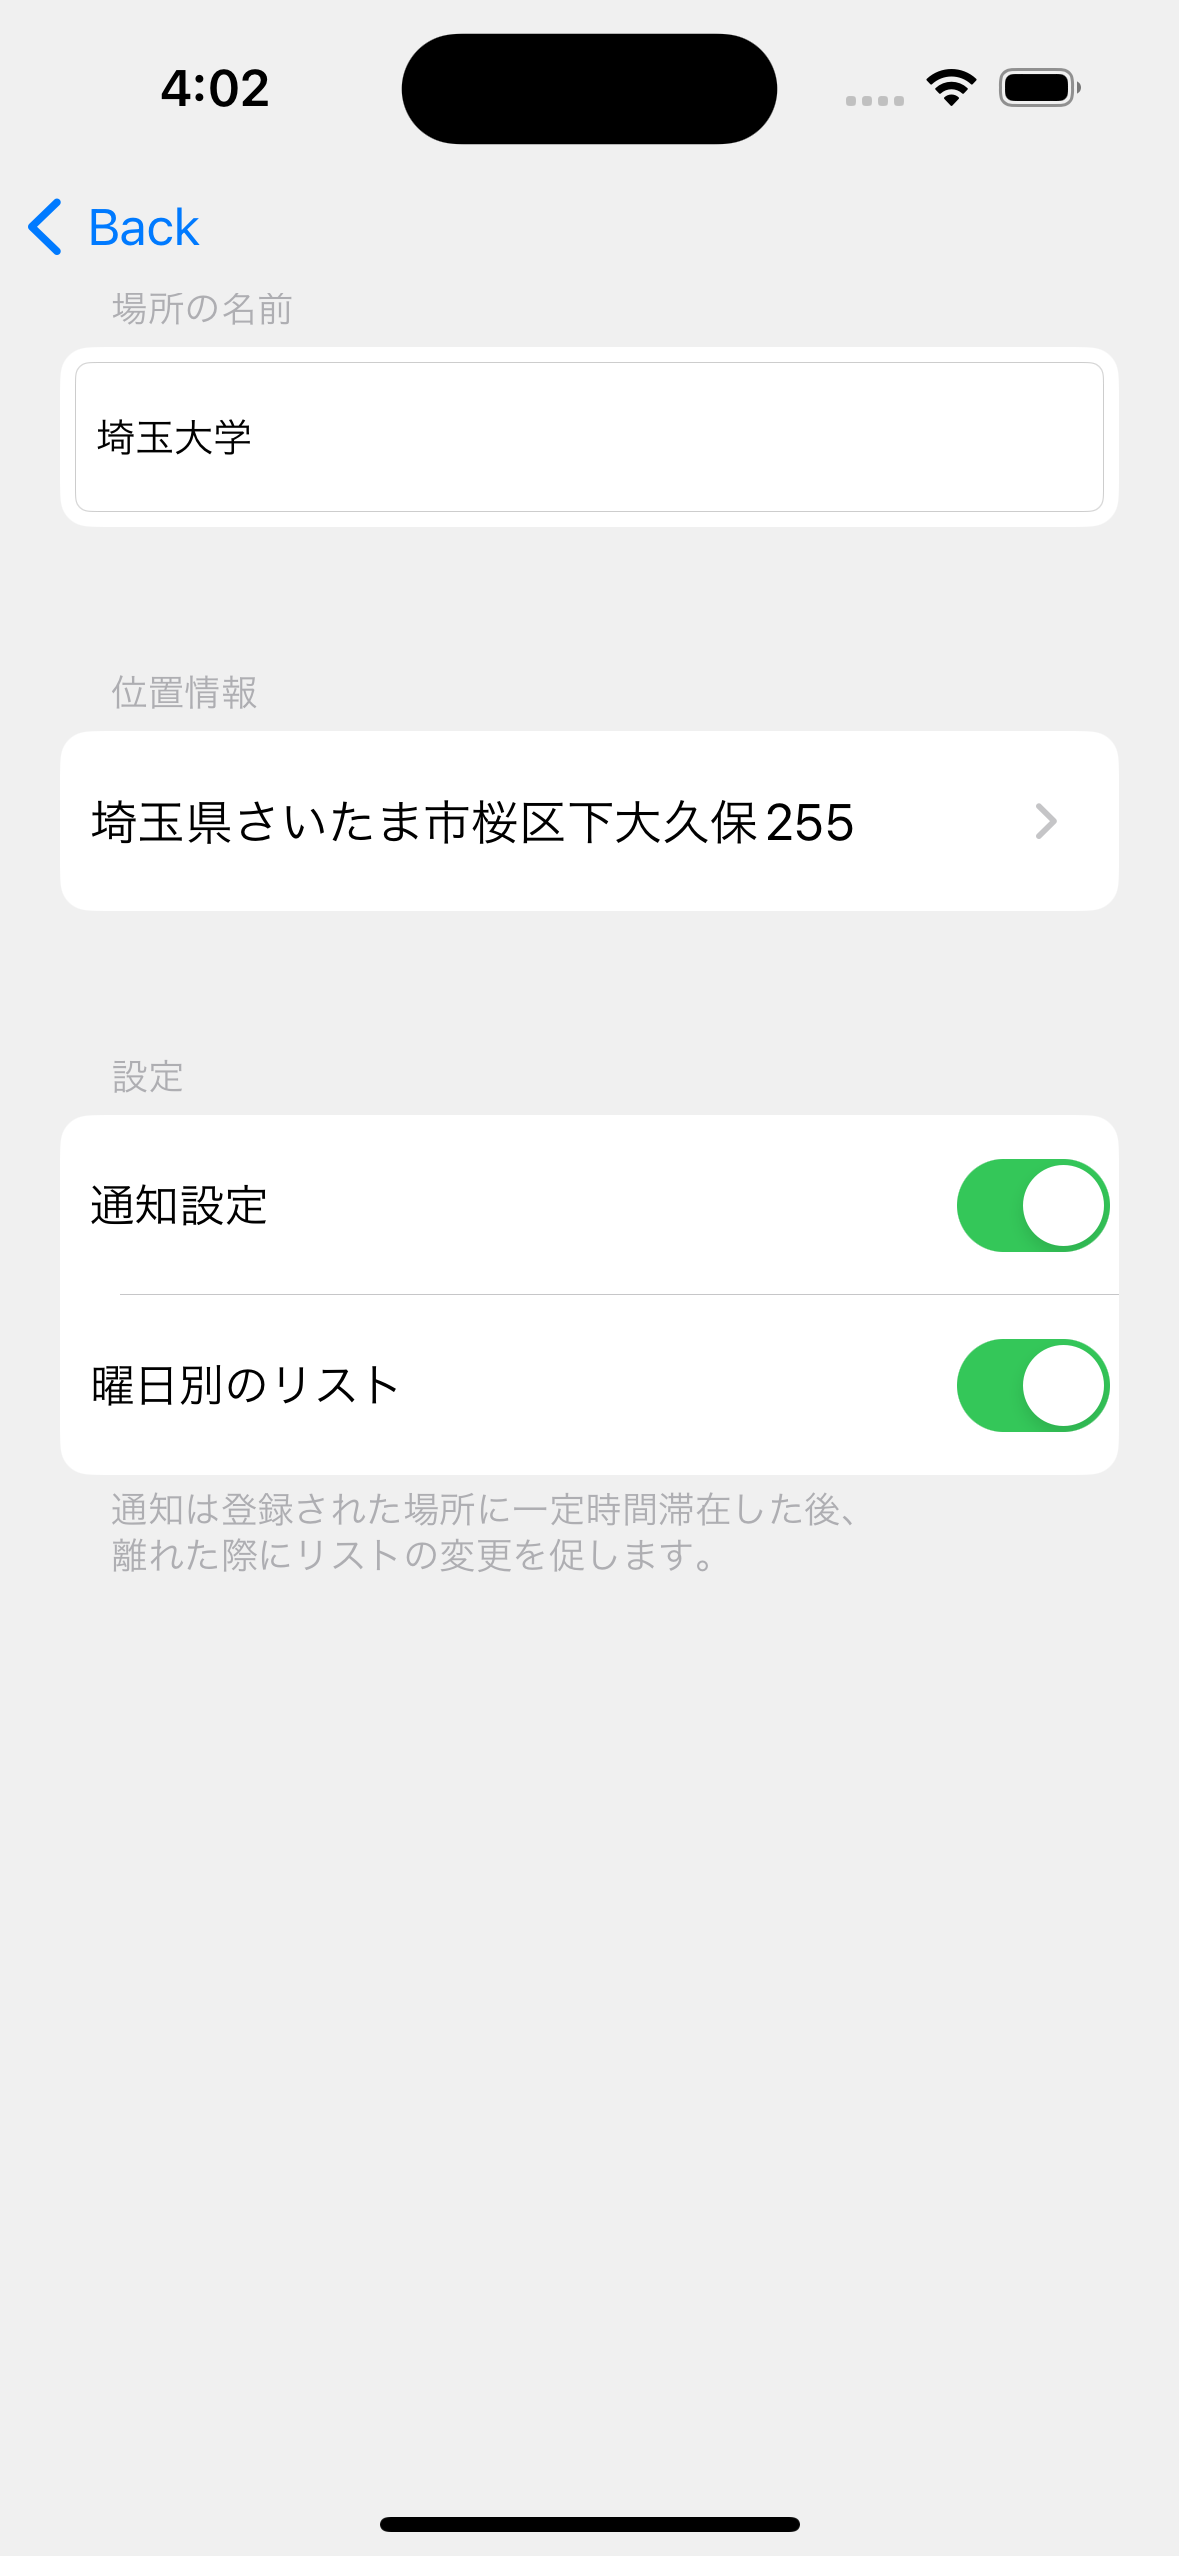 4:02
Back
場所の名前
埼玉大学
位置情報
埼玉県さいたま市桜区下大久保255
設定
通知設定
曜日別のリスト
通知は登録された場所に一定時間滞在した後、
離れた際にリストの変更を促します。